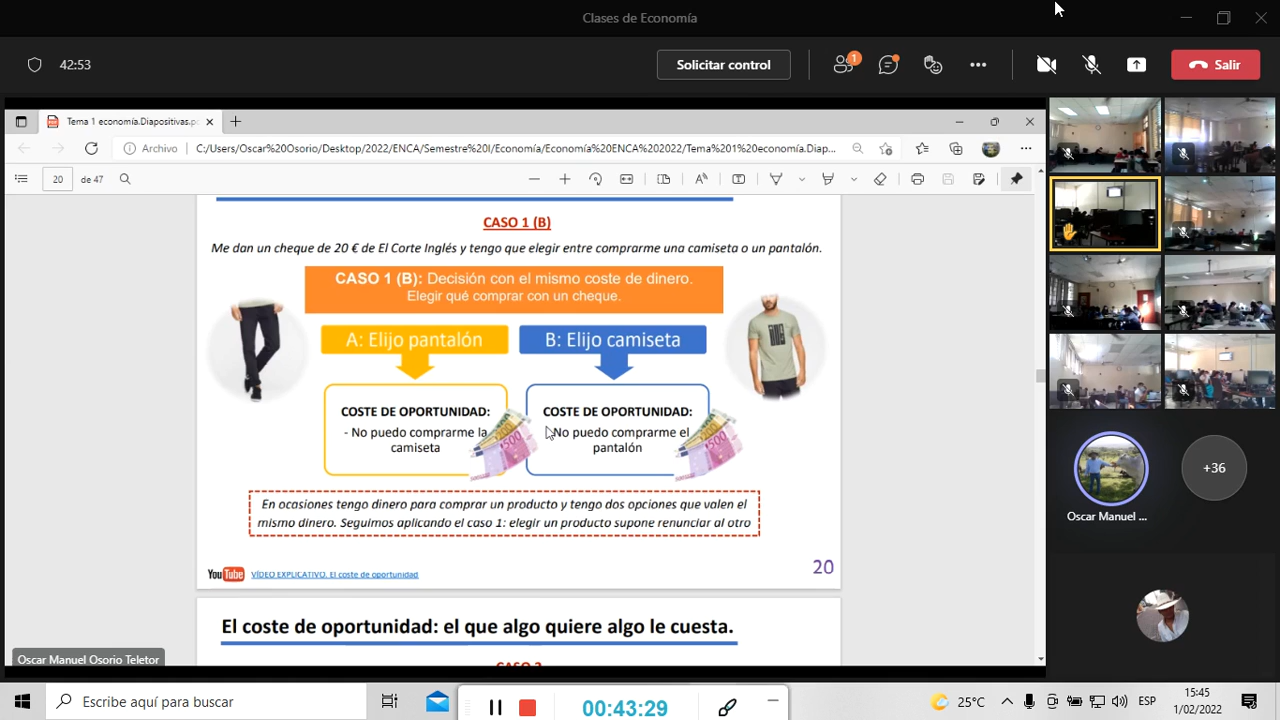 Clases de Economía
42:53
Solicitar control
1
Salir
Tema 1 economía.Diapositivas.pd
Archivo
C:/Users/Oscar%20Osorio/Desktop/2022/ENCA/Semestre%20I/Economía/Economía%20ENCA%202022/Tema%201%20economía.Diap...
20
de 47
CASO 1 (B)
Me dan un cheque de 20 € de El Corte Inglés y tengo que elegir entre comprarme una camiseta o un pantalón.
CASO 1 (B): Decisión con el mismo coste de dinero.
Elegir qué comprar con un cheque.
A: Elijo pantalón
B: Elijo camiseta
COSTE DE OPORTUNIDAD:
- No puedo comprarme la
camiseta
500
COSTE DE OPORTUNIDAD:
No puedo comprarme el
pantalón
500
En ocasiones tengo dinero para comprar un producto y tengo dos opciones que valen el
mismo dinero. Seguimos aplicando el caso 1: elegir un producto supone renunciar al otro
YouTube
VÍDEO EXPLICATIVO. El coste de oportunidad
20
El coste de oportunidad: el que algo quiere algo le cuesta.
CASO 2
Oscar Manuel Osorio Teletor
Oscar Manuel ...
+36
Escribe aquí para buscar
00:43:29
25°C
ESP
15:45
1/02/2022